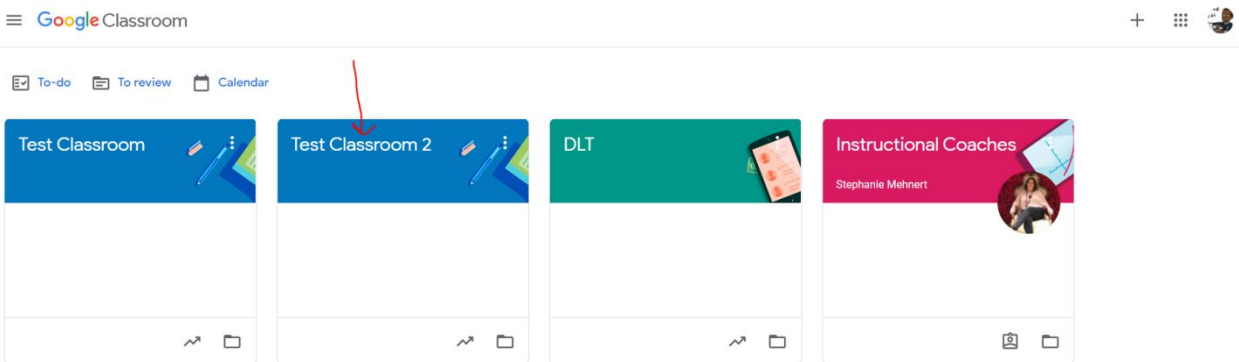 Google Classroom
To-do To review Calendar
Test Classroom
Test Classroom 2
DLT
Instructional Coaches
Stephanie Mehnert